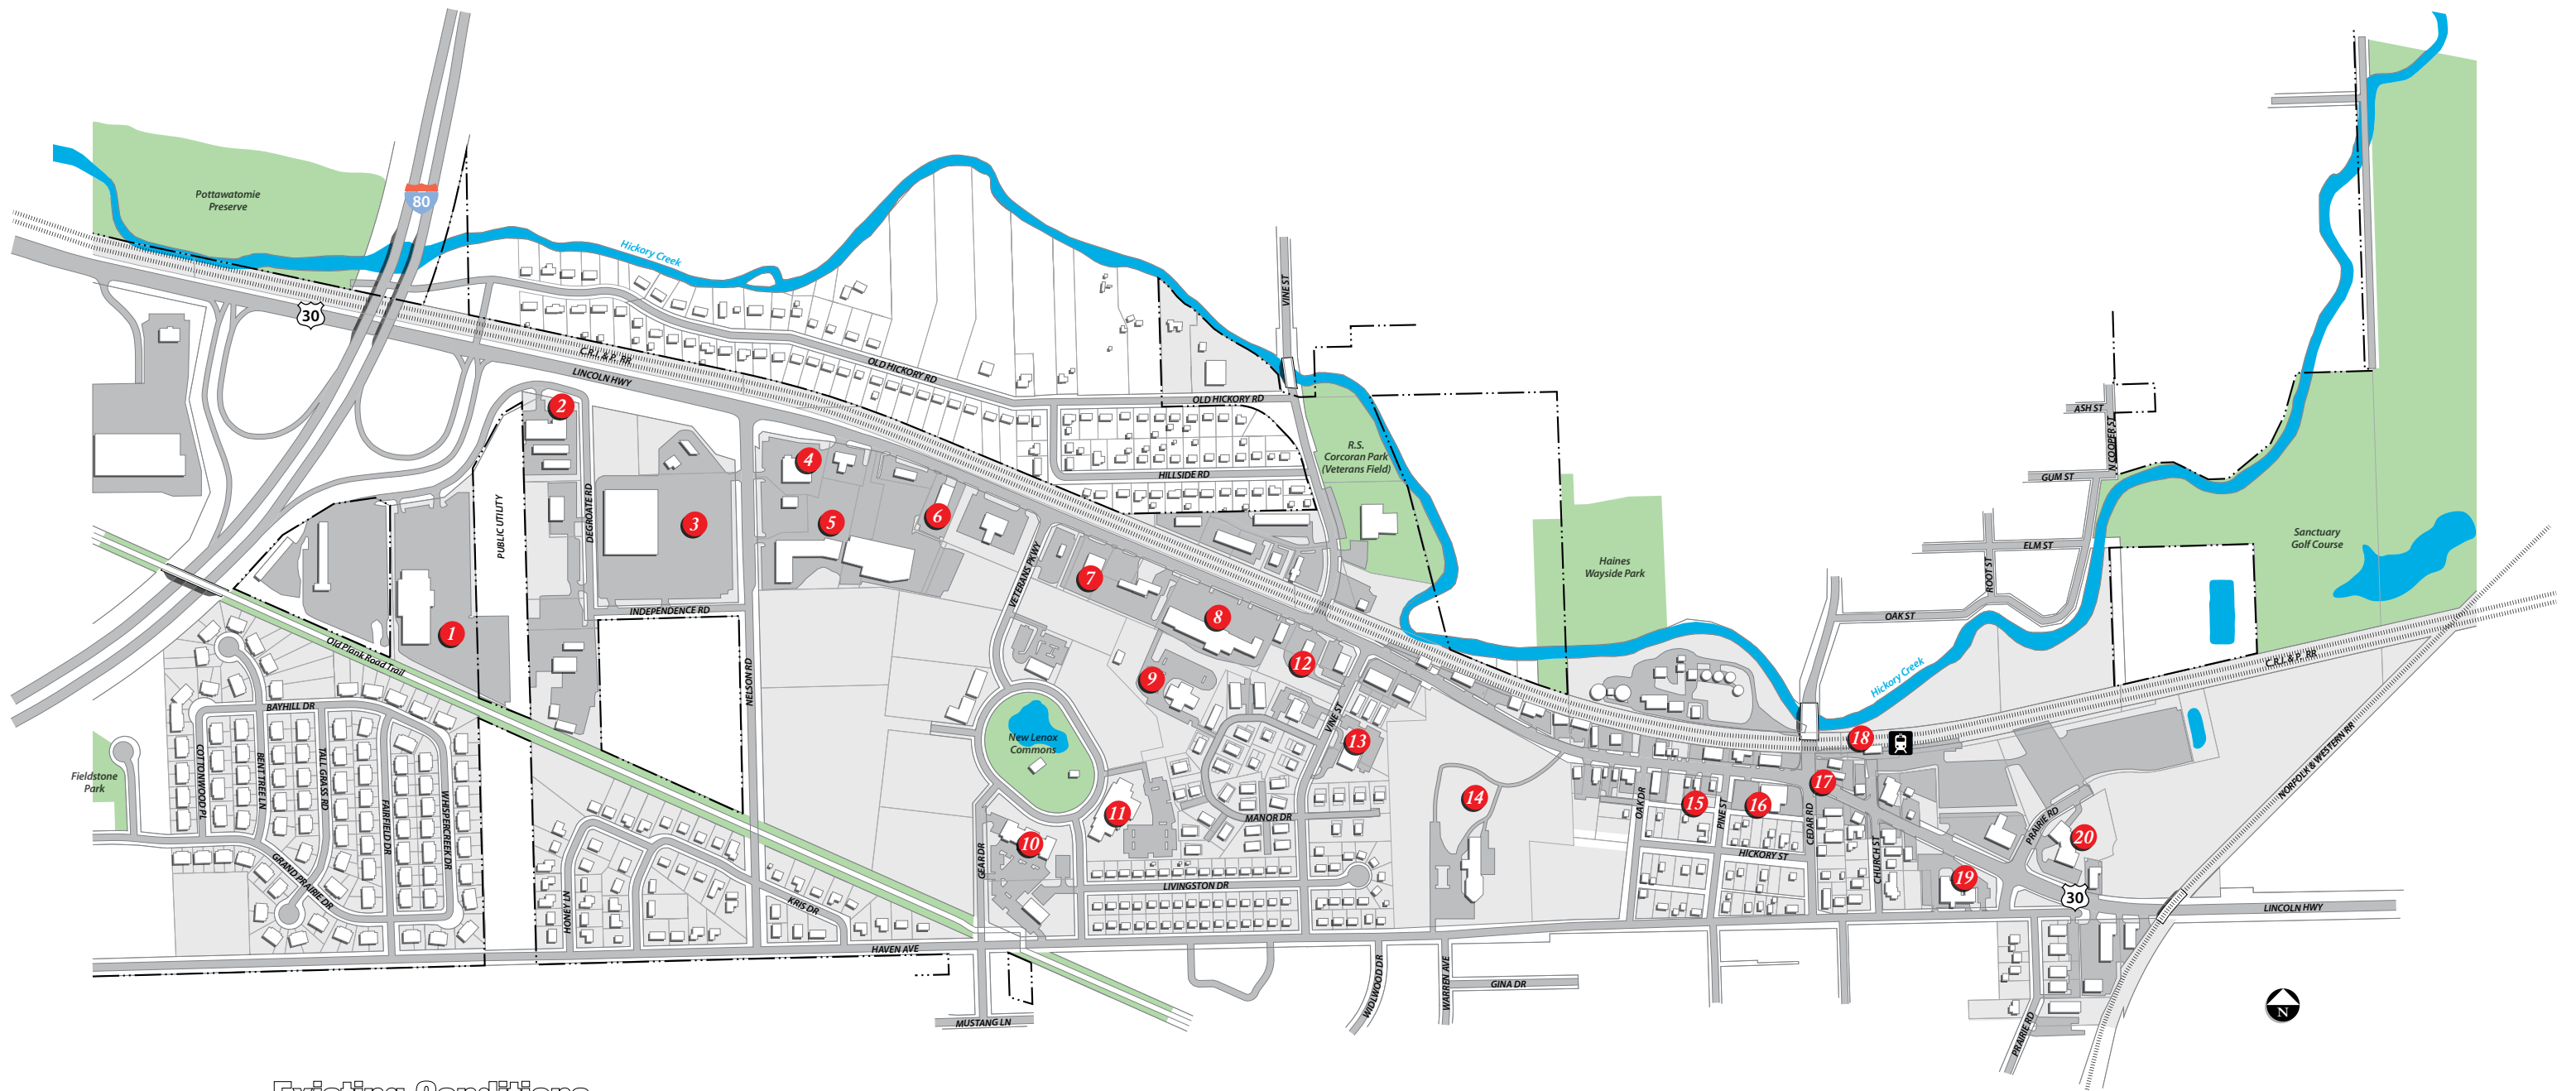 Pottawatomie
Preserve
80
Hickory Creek
30
C.R.I. & P. RR
LINCOLN HWY
OLD HICKORY RD
VINE ST
OLD HICKORY RD
R.S.
Corcoran Park
(Veterans Field)
HILLSIDE RD
2
4
3
5
6
PUBLIC UTILITY
DEGROATE RD
INDEPENDENCE RD
NELSON RD
VETERANS PKWY
7
8
9
12
1
Old Plank Road Trail
Haines
Wayside Park
ASH ST
N COOPER ST
GUM ST
ELM ST
ROOT ST
OAK ST
Sanctuary
Golf Course
Hickory Creek
C.R.I. & P. RR
NORFOLK & WESTERN RR
BAYHILL DR
COTTONWOOD PL
BENT TREE LN
TALL GRASS RD
FAIRFIELD DR
WHISPERCREEK DR
GRAND PRAIRIE DR
Fieldstone
Park
New Lenox
Commons
VINE ST
13
18
17
14
15
16
11
10
OAK DR
PINE ST
CEDAR RD
HICKORY ST
CHURCH ST
PRAIRIE RD
20
19
30
LINCOLN HWY
MANOR DR
LIVINGSTON DR
GEAR DR
HONEY LN
KRIS DR
HAVEN AVE
MUSTANG LN
WIDLWOOD DR
WARREN AVE
GINA DR
PRAIRIE RD
N
Existing Conditions